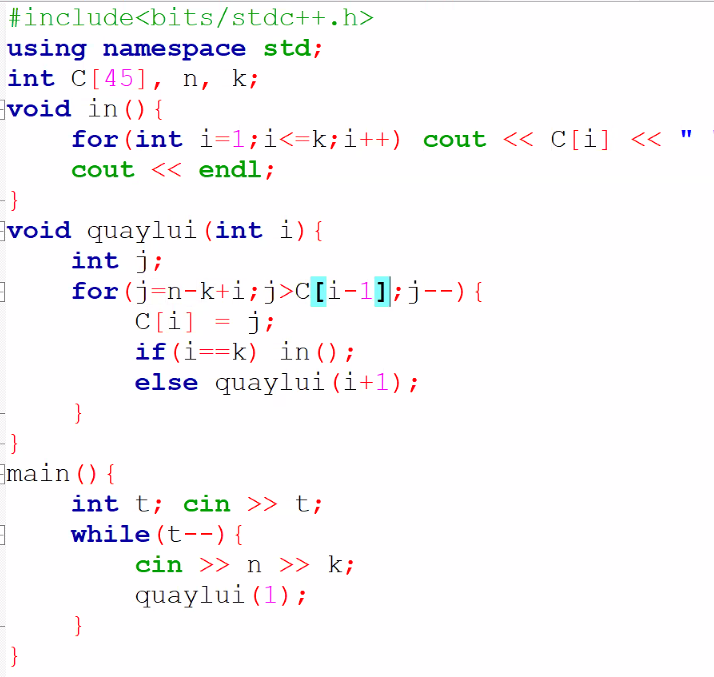 #include<bits/stdc++.h>
using namespace std;
int C[45], n, k;
void in(){
    for(int i=1;i<=k;i++) cout << C[i] << " "
    cout << endl;
}
void quaylui(int i){
    int j;
    for(j=n-k+i;j>C[i-1];j--){
        C[i] = j;
        if(i==k) in();
        else quaylui(i+1);
    }
}
main(){
    int t; cin >> t;
    while(t--){
        cin >> n >> k;
        quaylui(1);
    }
}